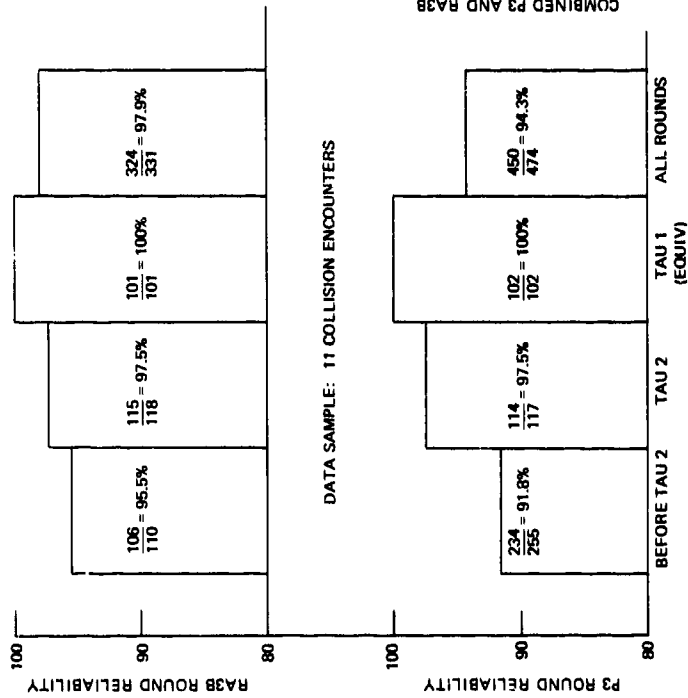 100
90
80
RA3B ROUND RELIABILITY
106/110 = 95.5%
115/118 = 97.5%
101/101 = 100%
324/331 = 97.9%
DATA SAMPLE: 11 COLLISION ENCOUNTERS
100
90
80
P3 ROUND RELIABILITY
234/255 = 91.8%
114/117 = 97.5%
102/102 = 100%
450/474 = 94.3%
BEFORE TAU 2
TAU 2
TAU 1
(EQUIV)
ALL ROUNDS
COMBINED P3 AND RA3B